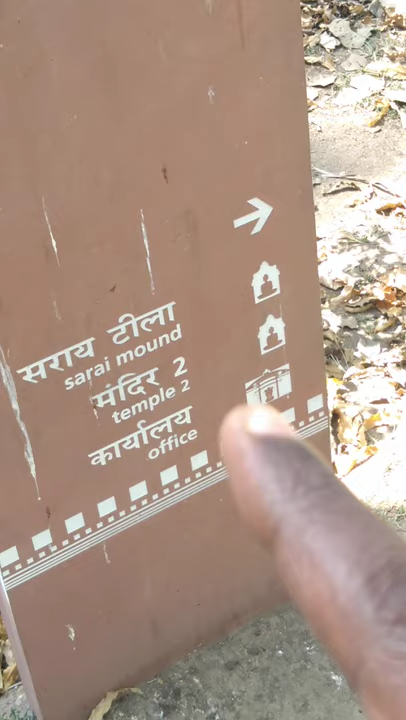 सराय टीला
sarai mound
मंदिर 2
temple 2
कार्यालय
office